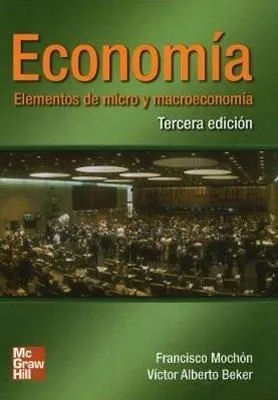 Economía
Elementos de micro y macroeconomía
Tercera edición
Mc
Graw
Hill
Francisco Mochón
Víctor Alberto Beker